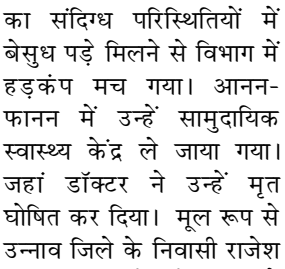 का संदिग्ध परिस्थितियों में
बेसुध पड़े मिलने से विभाग में
हड़कंप मच गया। आनन-
फानन में उन्हें सामुदायिक
स्वास्थ्य केंद्र ले जाया गया।
जहां डॉक्टर ने उन्हें मृत
घोषित कर दिया। मूल रूप से
उन्नाव जिले के निवासी राजेश